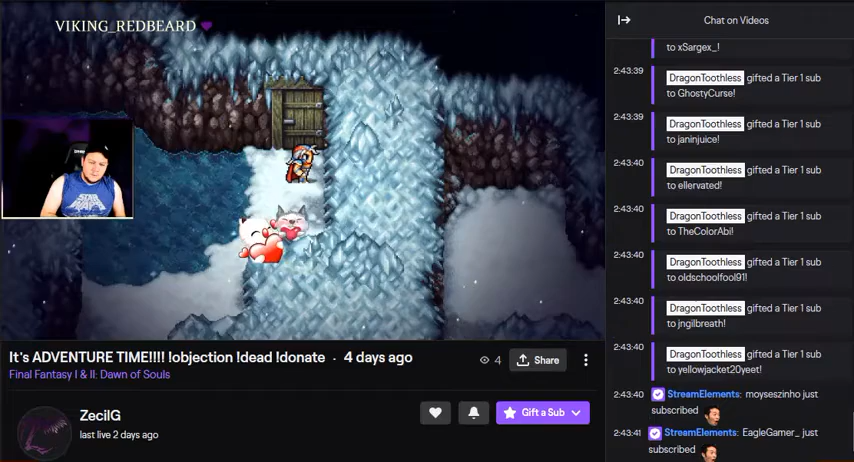 VIKING_REDBEARD
Chat on Videos
to xSargex_!
2:43:39 DragonToothless gifted a Tier 1 sub
to GhostyCurse!
2:43:39 DragonToothless gifted a Tier 1 sub
to janinjuice!
2:43:40 DragonToothless gifted a Tier 1 sub
to ellervated!
2:43:40 DragonToothless gifted a Tier 1 sub
to TheColorAbi!
2:43:40 DragonToothless gifted a Tier 1 sub
to oldschoolfool91!
2:43:40 DragonToothless gifted a Tier 1 sub
to jngilbreath!
2:43:40 DragonToothless gifted a Tier 1 sub
to yellowjacket20yeet!
2:43:40 StreamElements: moyseszinho just
subscribed
2:43:41 StreamElements: EagleGamer_ just
subscribed
It's ADVENTURE TIME!!!! !objection !dead !donate · 4 days ago
Final Fantasy I & II: Dawn of Souls
4
Share
ZecilG
last live 2 days ago
Gift a Sub